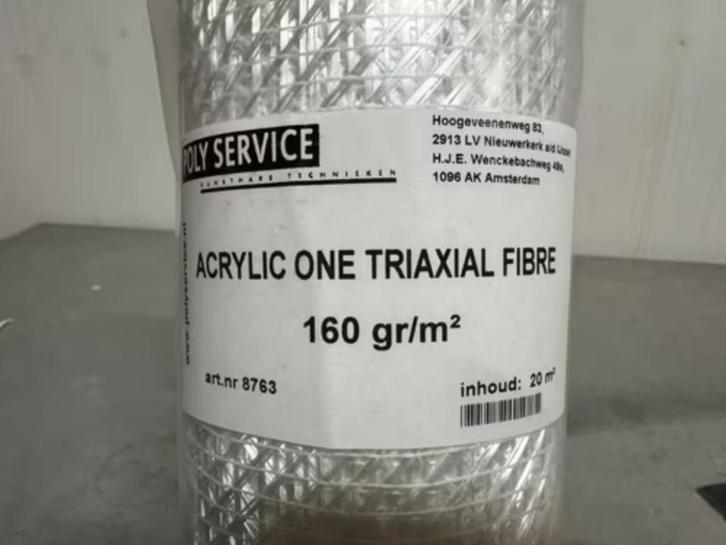 POLY SERVICE
KUNSTHARS TECHNIEKEN
Hoogeveenenweg 83,
2913 LV Nieuwerkerk a/d IJssel
H.J.E. Wenckebachweg
1096 AK Amsterdam
www.polyservice.nl
ACRYLIC ONE TRIAXIAL FIBRE
160 gr/m²
art.nr 8763
inhoud: 20 m²